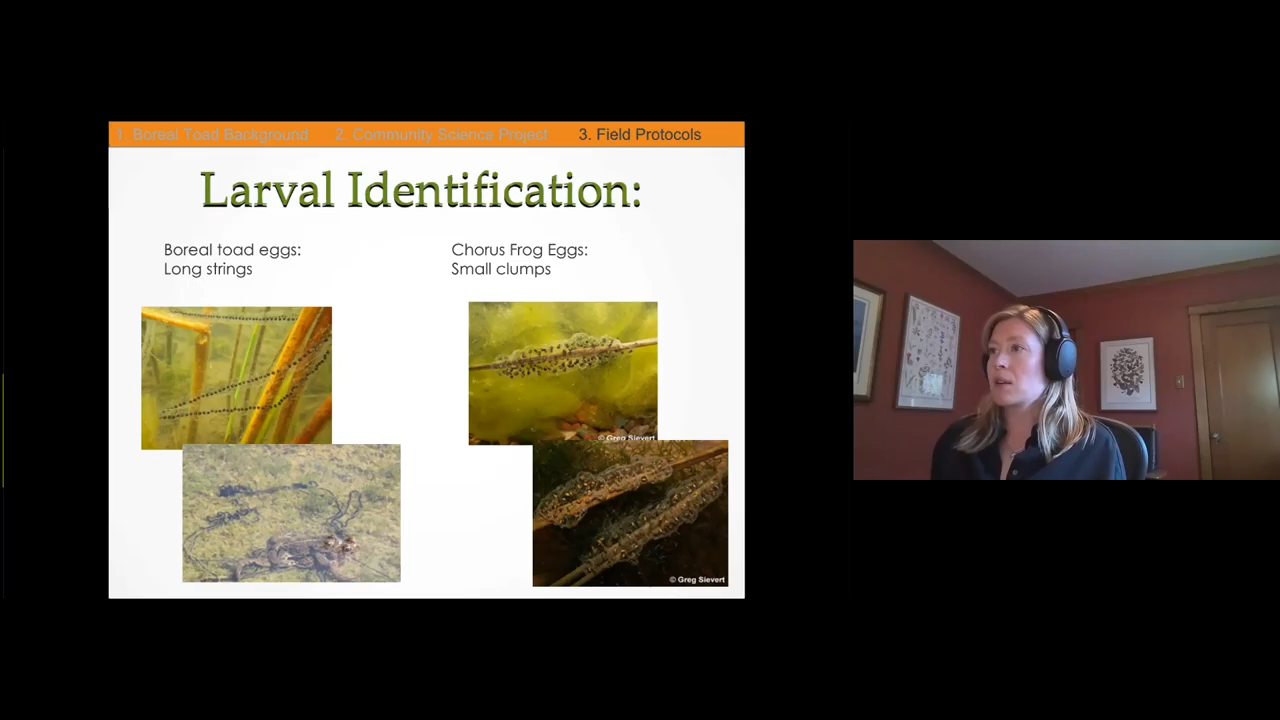 1. Boreal Toad Background 2. Community Science Project 3. Field Protocols
Larval Identification:
Boreal toad eggs:
Long strings
Chorus Frog Eggs:
Small clumps
© Greg Sievert
© Greg Sievert